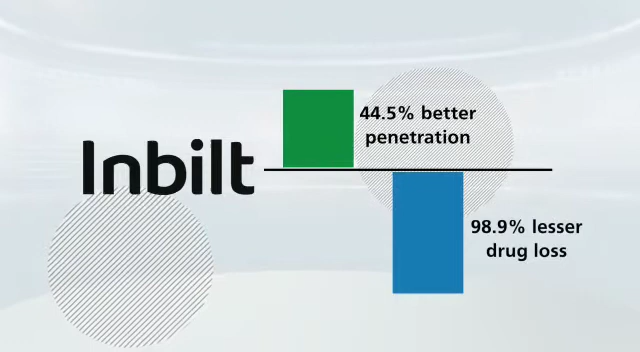 Inbilt
44.5% better
penetration
98.9% lesser
drug loss